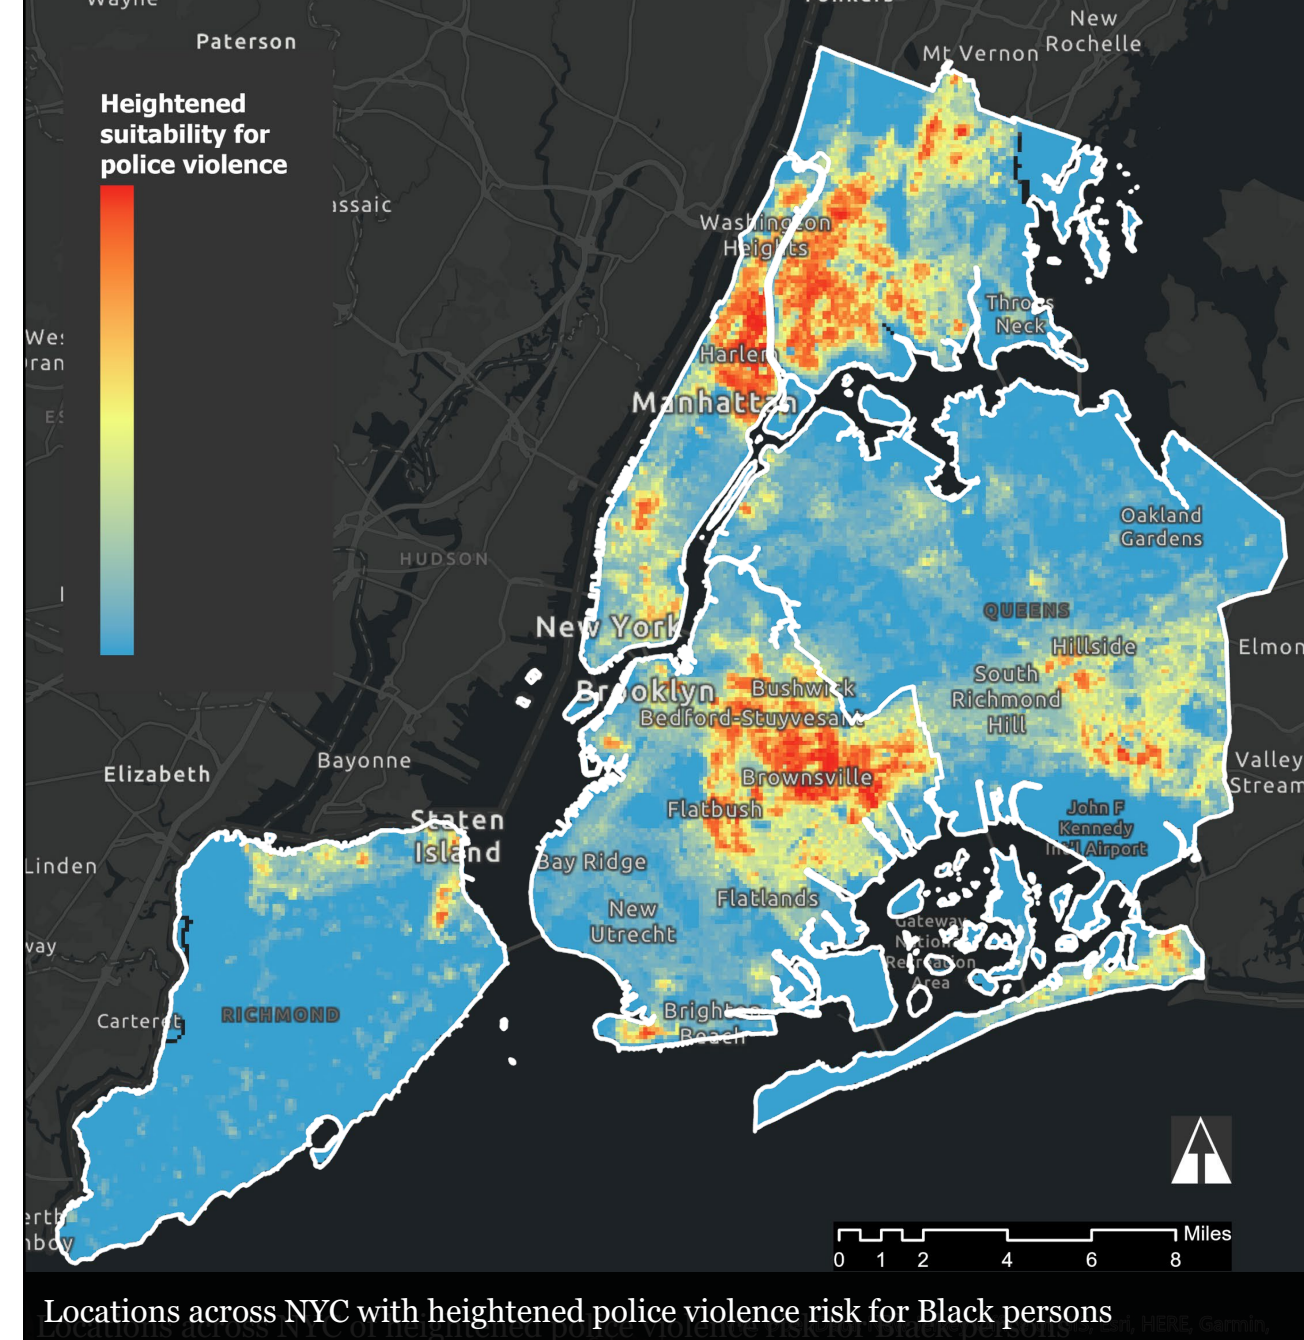 Paterson
New
Rochelle
Mt Vernon
Heightened
suitability for
police violence
Washington
Heights
Throgs
Neck
Harlem
Manhattan
Oakland
Gardens
HUDSON
QUEENS
New York
Hillside
Elmon
South
Richmond
Hill
Brooklyn
Bushwick
Bedford-Stuyvesant
Elizabeth
Bayonne
Valley
Stream
Brownsville
Flatbush
John F
Kennedy
Int'l Airport
Staten
Island
Linden
Bay Ridge
Flatlands
New
Utrecht
Gateway
National
Recreation
Area
Carteret
RICHMOND
Brighton
Beach
Miles
0 1 2 4 6 8
Locations across NYC with heightened police violence risk for Black persons